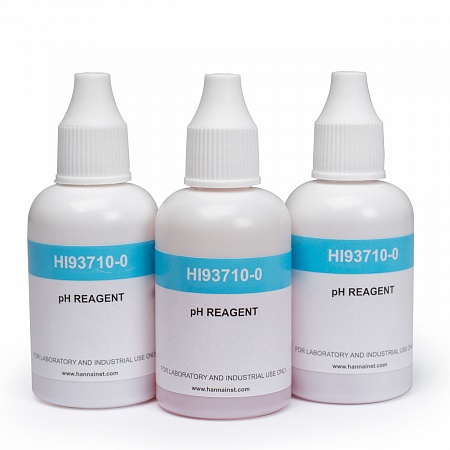 HI93710-0
pH REAGENT
FOR LABORATORY AND INDUSTRIAL USE ONLY
www.hannainst.com
HI93710-0
pH REAGENT
FOR LABORATORY AND INDUSTRIAL USE ONLY.
www.hannainst.com
HI93710-0
pH REAGENT
FOR LABORATORY AND INDUSTRIAL USE ONLY
www.hannainst.com